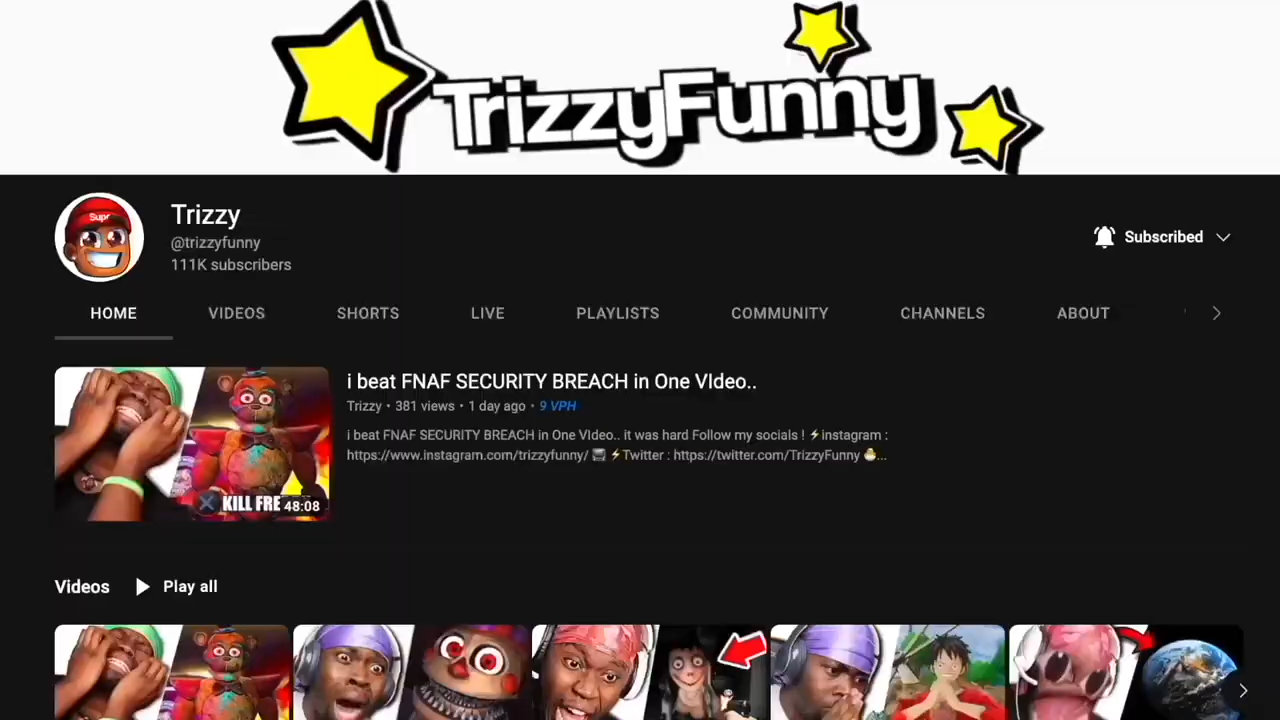 TrizzyFunny
Supr
Trizzy
@trizzyfunny
111K subscribers
Subscribed
HOME
VIDEOS
SHORTS
LIVE
PLAYLISTS
COMMUNITY
CHANNELS
ABOUT
i beat FNAF SECURITY BREACH in One VIdeo..
Trizzy • 381 views • 1 day ago • 9 VPH
i beat FNAF SECURITY BREACH in One VIdeo.. it was hard Follow my socials ! ⚡instagram :
https://www.instagram.com/trizzyfunny/ ⚡Twitter : https://twitter.com/TrizzyFunny ...
KILL FRE
48:08
Videos
Play all